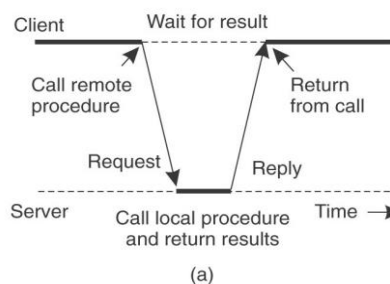 Client
Wait for result
Call remote
procedure
Return
from call
Request
Reply
Server
Call local procedure
and return results
Time
(a)